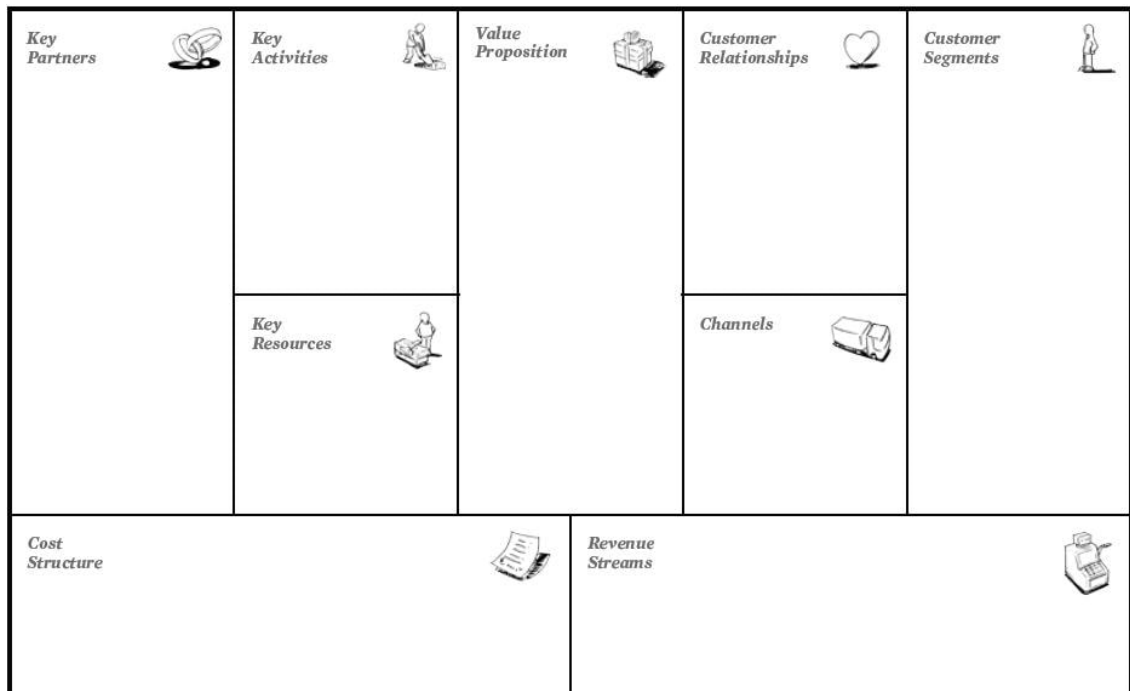 Key
Partners
Key
Activities
Value
Proposition
Customer
Relationships
Customer
Segments
Key
Resources
Channels
Cost
Structure
Revenue
Streams